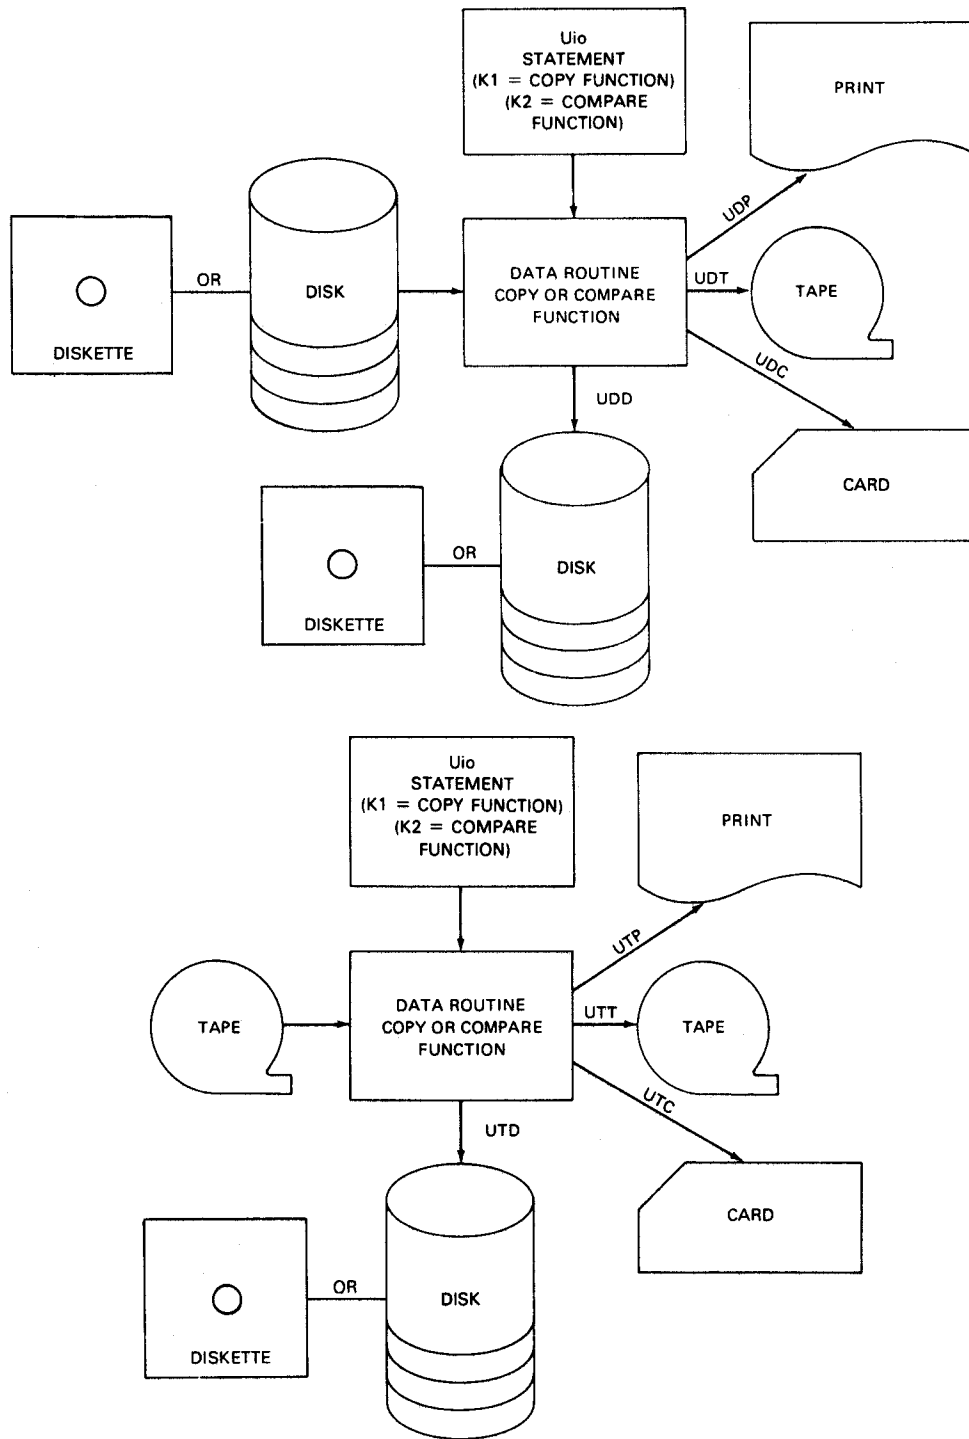 Uio
STATEMENT
(K1 = COPY FUNCTION)
(K2 = COMPARE
FUNCTION)
PRINT
UDP
DISKETTE
OR
DISK
DATA ROUTINE
COPY OR COMPARE
FUNCTION
UDT
TAPE
UDC
UDD
CARD
DISKETTE
OR
DISK
Uio
STATEMENT
(K1 = COPY FUNCTION)
(K2 = COMPARE
FUNCTION)
PRINT
UTP
TAPE
DATA ROUTINE
COPY OR COMPARE
FUNCTION
UTT
TAPE
UTC
UTD
CARD
DISKETTE
OR
DISK